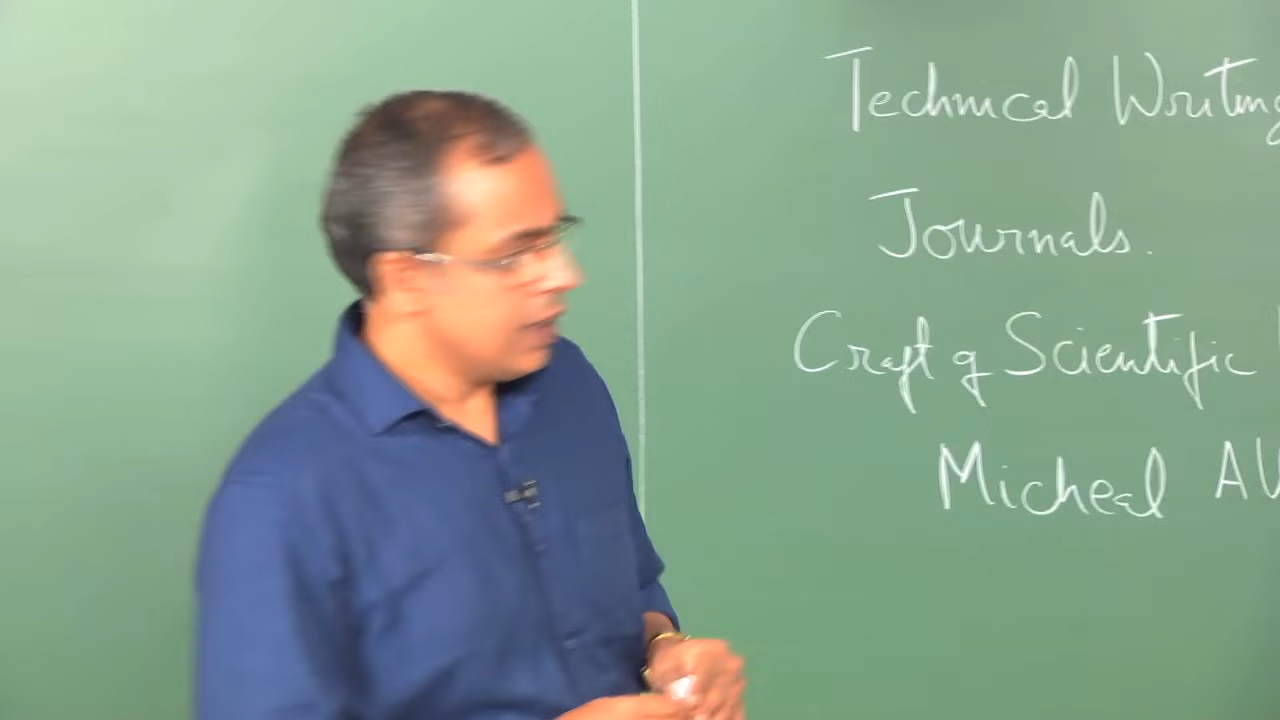 Technical Writing
Journals.
Craft of Scientific
Micheal